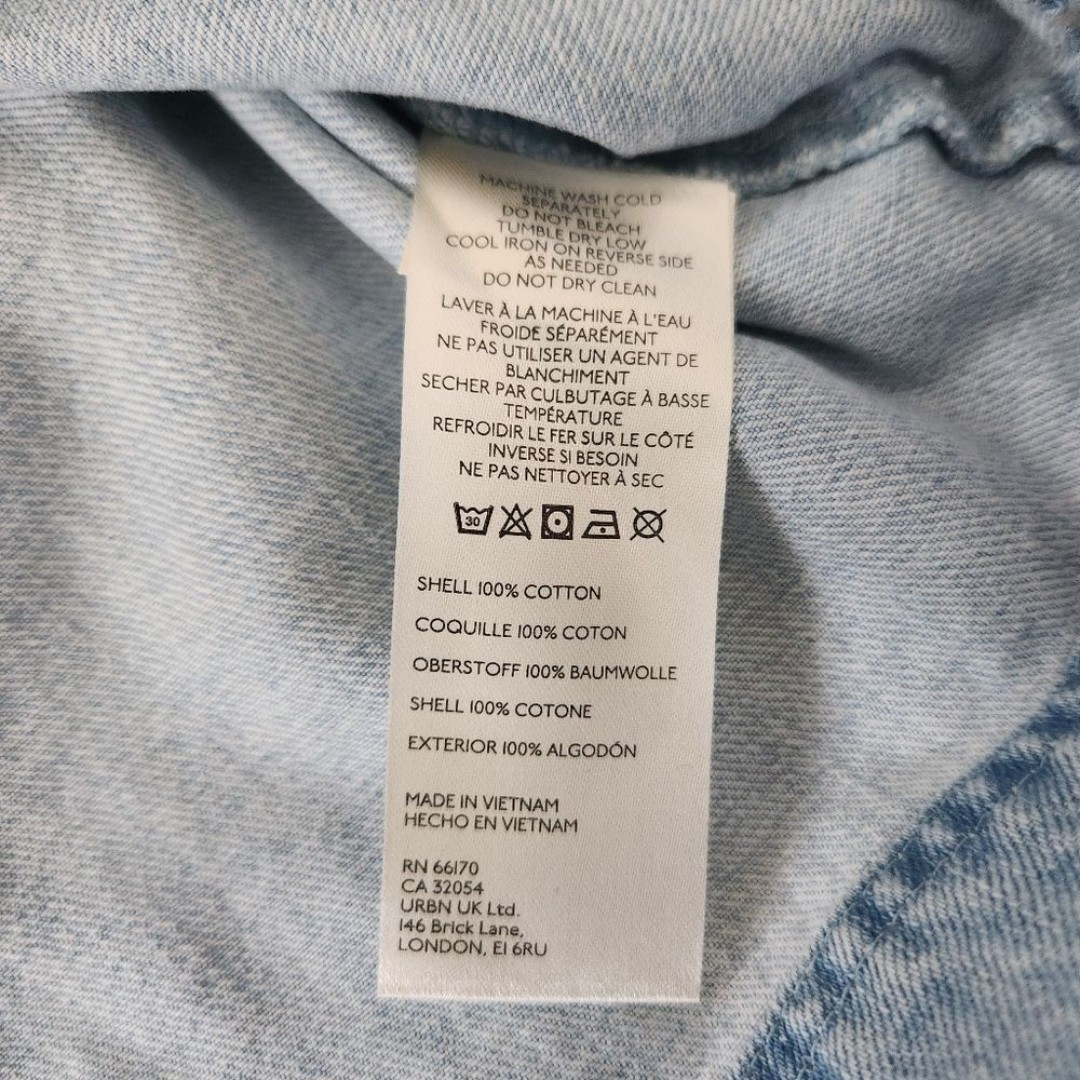 MACHINE WASH COLD
SEPARATELY
DO NOT BLEACH
TUMBLE DRY LOW
COOL IRON ON REVERSE SIDE
AS NEEDED
DO NOT DRY CLEAN
LAVER À LA MACHINE À L'EAU
FROIDE SÉPARÉMENT
NE PAS UTILISER UN AGENT DE
BLANCHIMENT
SECHER PAR CULBUTAGE À BASSE
TEMPÉRATURE
REFROIDIR LE FER SUR LE CÔTÉ
INVERSE SI BESOIN
NE PAS NETTOYER À SEC
30
SHELL 100% COTTON
COQUILLE 100% COTON
OBERSTOFF 100% BAUMWOLLE
SHELL 100% COTONE
EXTERIOR 100% ALGODÓN
MADE IN VIETNAM
HECHO EN VIETNAM
RN 66170
CA 32054
URBN UK Ltd.
146 Brick Lane,
LONDON, E1 6RU